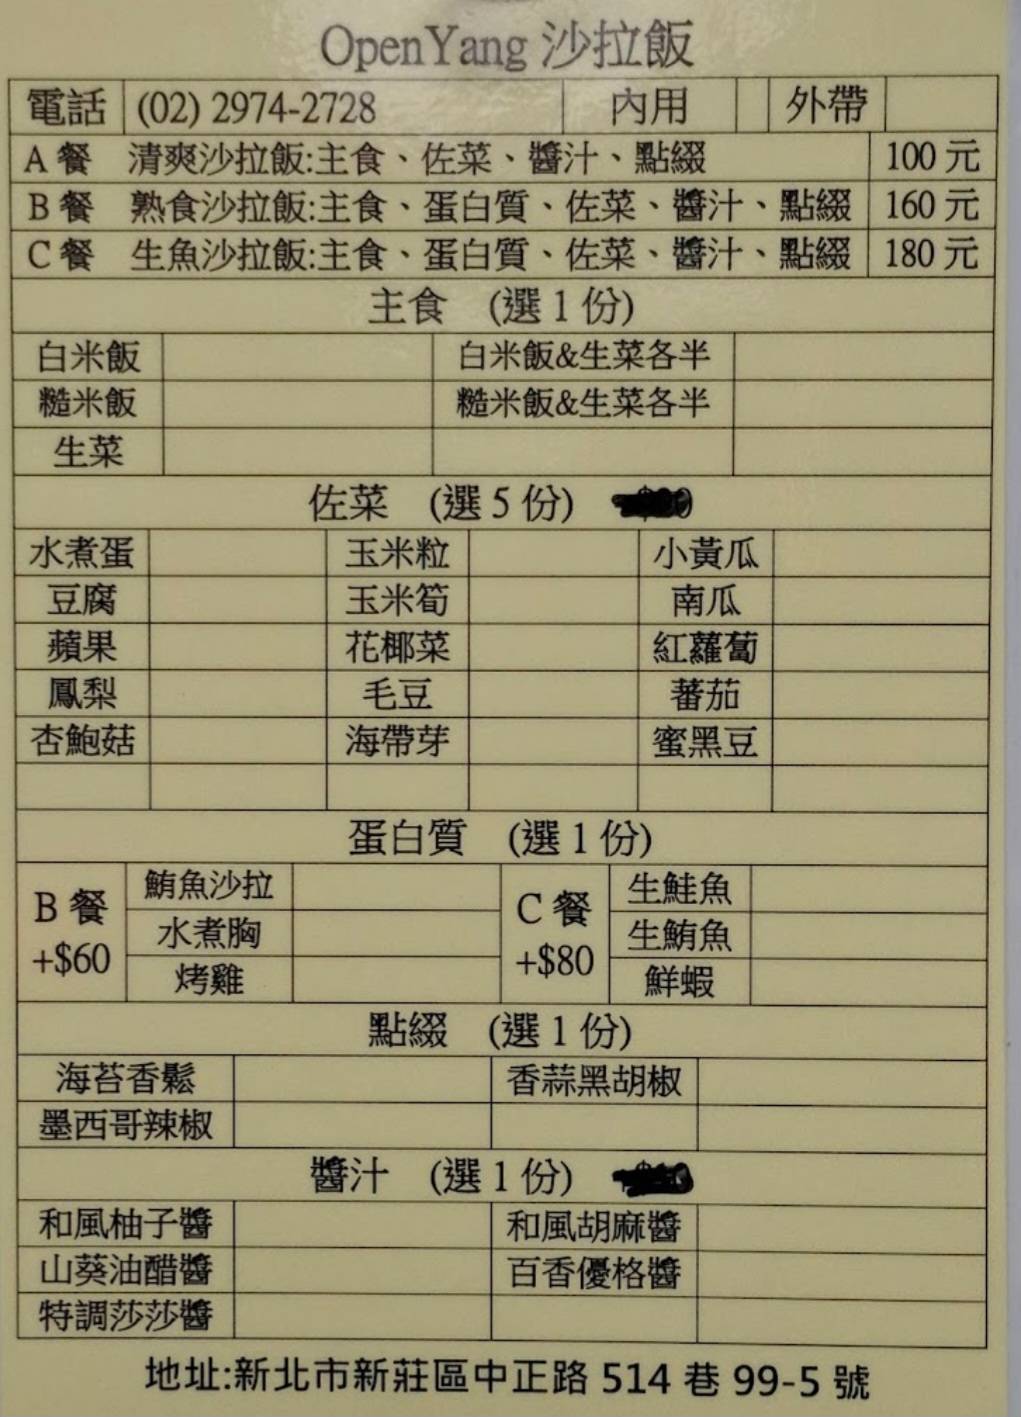 OpenYang 沙拉飯
電話 (02) 2974-2728 內用 外帶
A 餐 清爽沙拉飯:主食、佐菜、醬汁、點綴 100 元
B 餐 熟食沙拉飯:主食、蛋白質、佐菜、醬汁、點綴 160 元
C 餐 生魚沙拉飯:主食、蛋白質、佐菜、醬汁、點綴 180 元
主食 (選 1 份)
白米飯 白米飯&生菜各半
糙米飯 糙米飯&生菜各半
生菜
佐菜 (選 5 份)
水煮蛋 玉米粒 小黃瓜
豆腐 玉米筍 南瓜
蘋果 花椰菜 紅蘿蔔
鳳梨 毛豆 蕃茄
杏鮑菇 海帶芽 蜜黑豆
蛋白質 (選 1 份)
B 餐 +$60 鮪魚沙拉 C 餐 +$80 生鮭魚
水煮胸 生鮪魚
烤雞 鮮蝦
點綴 (選 1 份)
海苔香鬆 香蒜黑胡椒
墨西哥辣椒
醬汁 (選 1 份)
和風柚子醬 和風胡麻醬
山葵油醋醬 百香優格醬
特調莎莎醬
地址:新北市新莊區中正路 514 巷 99-5 號